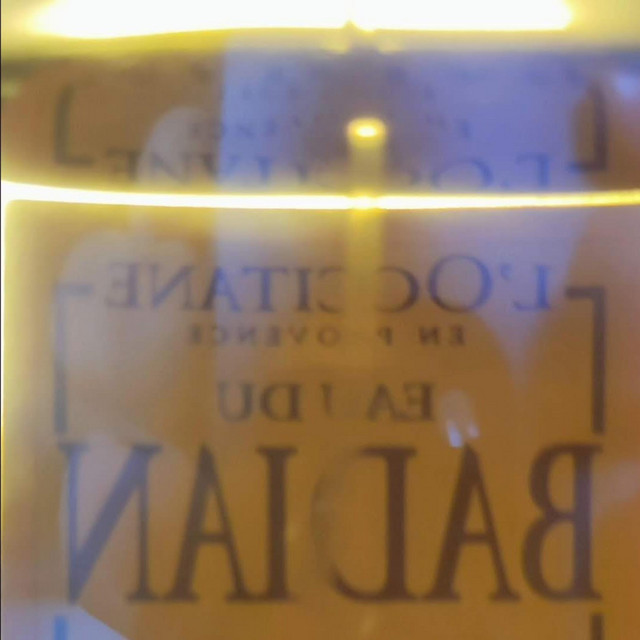 L'OCCITANE
EN PROVENCE
EAU DU
BADIAN